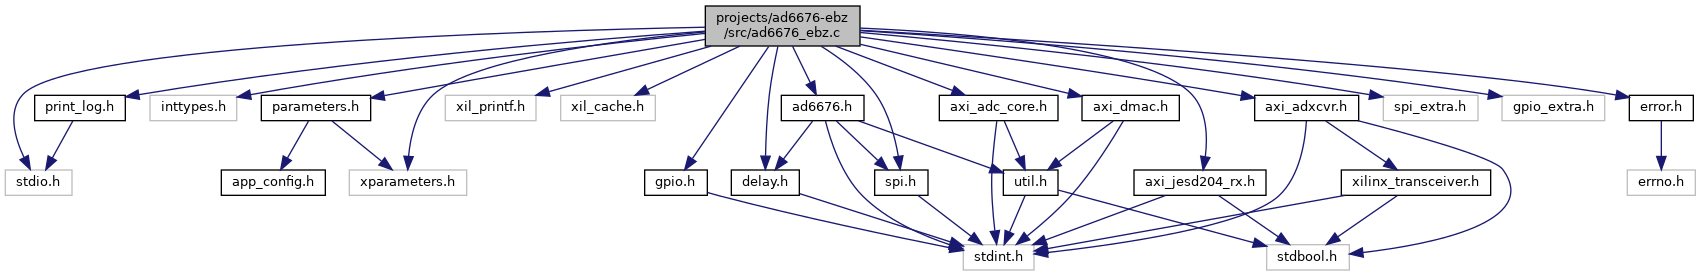 projects/ad6676-ebz
/src/ad6676_ebz.c
print_log.h
inttypes.h
parameters.h
xil_printf.h
xil_cache.h
ad6676.h
axi_adc_core.h
axi_dmac.h
axi_adxcvr.h
spi_extra.h
gpio_extra.h
error.h
stdio.h
app_config.h
xparameters.h
gpio.h
delay.h
spi.h
util.h
axi_jesd204_rx.h
xilinx_transceiver.h
errno.h
stdint.h
stdbool.h